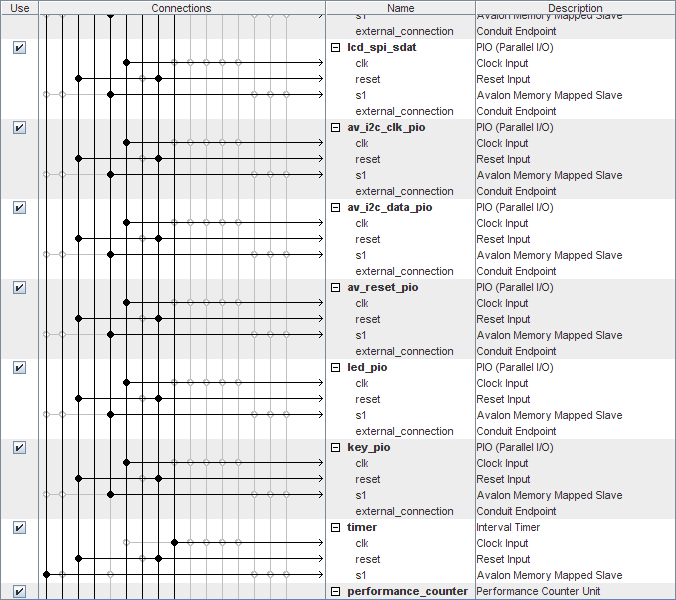 Use Connections Name Description
s1 Avalon Memory Mapped Slave
external_connection Conduit Endpoint
lcd_spi_sdat PIO (Parallel I/O)
clk Clock Input
reset Reset Input
s1 Avalon Memory Mapped Slave
external_connection Conduit Endpoint
av_i2c_clk_pio PIO (Parallel I/O)
clk Clock Input
reset Reset Input
s1 Avalon Memory Mapped Slave
external_connection Conduit Endpoint
av_i2c_data_pio PIO (Parallel I/O)
clk Clock Input
reset Reset Input
s1 Avalon Memory Mapped Slave
external_connection Conduit Endpoint
av_reset_pio PIO (Parallel I/O)
clk Clock Input
reset Reset Input
s1 Avalon Memory Mapped Slave
external_connection Conduit Endpoint
led_pio PIO (Parallel I/O)
clk Clock Input
reset Reset Input
s1 Avalon Memory Mapped Slave
external_connection Conduit Endpoint
key_pio PIO (Parallel I/O)
clk Clock Input
reset Reset Input
s1 Avalon Memory Mapped Slave
external_connection Conduit Endpoint
timer Interval Timer
clk Clock Input
reset Reset Input
s1 Avalon Memory Mapped Slave
performance_counter Performance Counter Unit